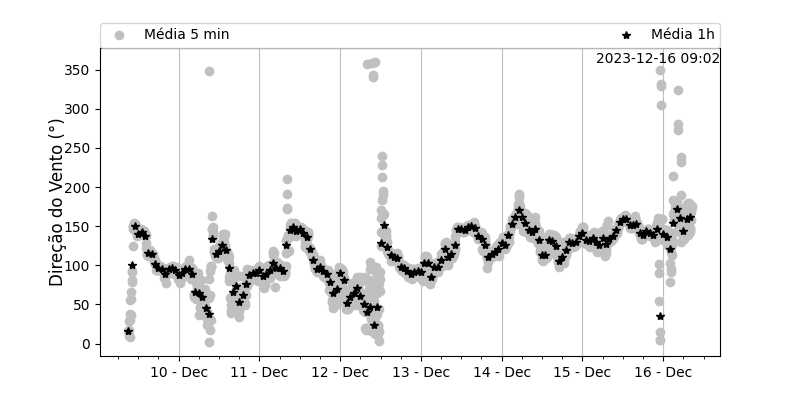 Média 5 min
Média 1h
2023-12-16 09:02
Direção do Vento (°)
350
300
250
200
150
100
50
0
10 - Dec
11 - Dec
12 - Dec
13 - Dec
14 - Dec
15 - Dec
16 - Dec